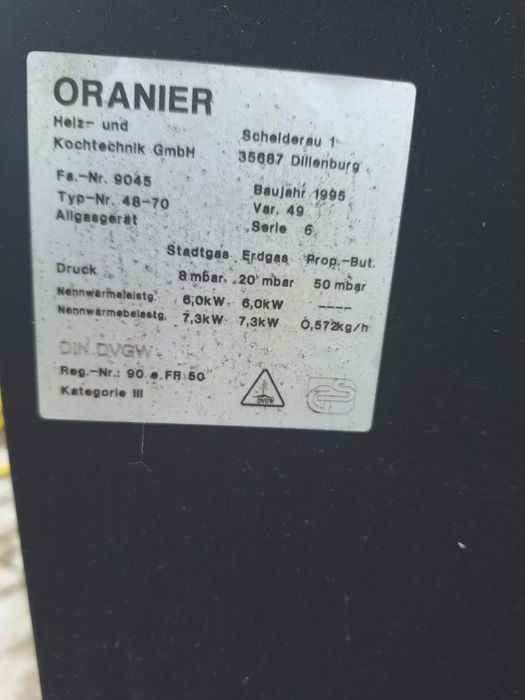 ORANIER
Heiz- und
Kochtechnik GmbH
Schelderau 1
35687 Dillenburg
Fa.-Nr. 9045
Typ-Nr. 48-70
Allgasgerät
Baujahr 1995
Var. 49
Serie 6
Stadtgas Erdgas Prop.-But.
Druck 8 mbar 20 mbar 50 mbar
Nennwärmeleistg. 6,0kW 6,0kW ----
Nennwärmebelastg. 7,3kW 7,3kW 0,572kg/h
DIN DVGW
Reg.-Nr.: 90 e FR 50
Kategorie III
DVGW
GS